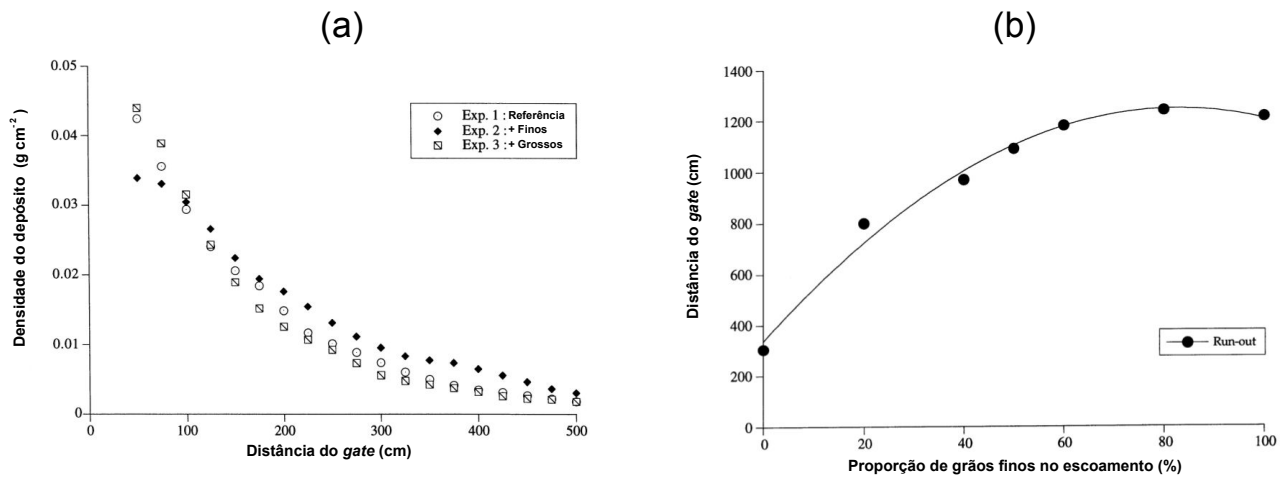 (a)
Densidade do depósito (g cm⁻²)
0.05
0.04
0.03
0.02
0.01
0
0 100 200 300 400 500
Distância do gate (cm)
Exp. 1 : Referência
Exp. 2 : + Finos
Exp. 3 : + Grossos
(b)
Distância do gate (cm)
1400
1200
1000
800
600
400
200
0
0 20 40 60 80 100
Proporção de grãos finos no escoamento (%)
Run-out